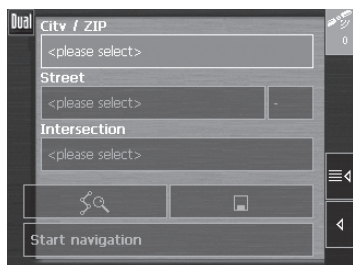 Dual
City / ZIP
0
<please select>
Street
<please select> -
Intersection
<please select>
Start navigation